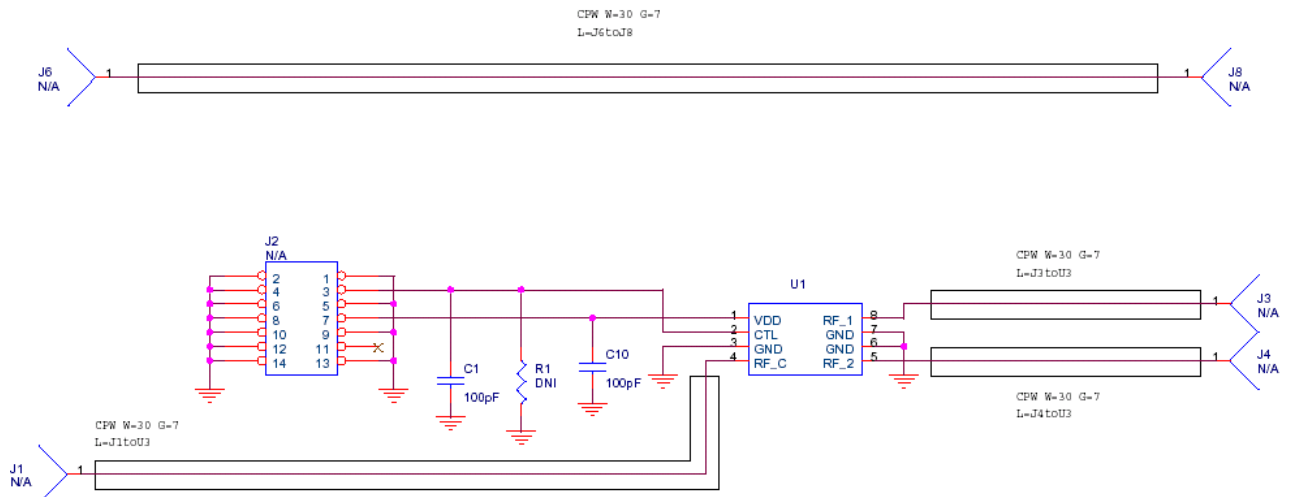 CPW W=30 G=7
L=J6toJ8
J6
N/A
1
1
J8
N/A
J2
N/A
2 1
4 3
6 5
8 7
10 9
12 11
14 13
C1
100pF
R1
DNI
C10
100pF
U1
1 VDD RF_1 8
2 CTL GND 7
3 GND GND 6
4 RF_C RF_2 5
CPW W=30 G=7
L=J3toU3
1
J3
N/A
1
J4
N/A
CPW W=30 G=7
L=J4toU3
CPW W=30 G=7
L=J1toU3
J1
N/A
1